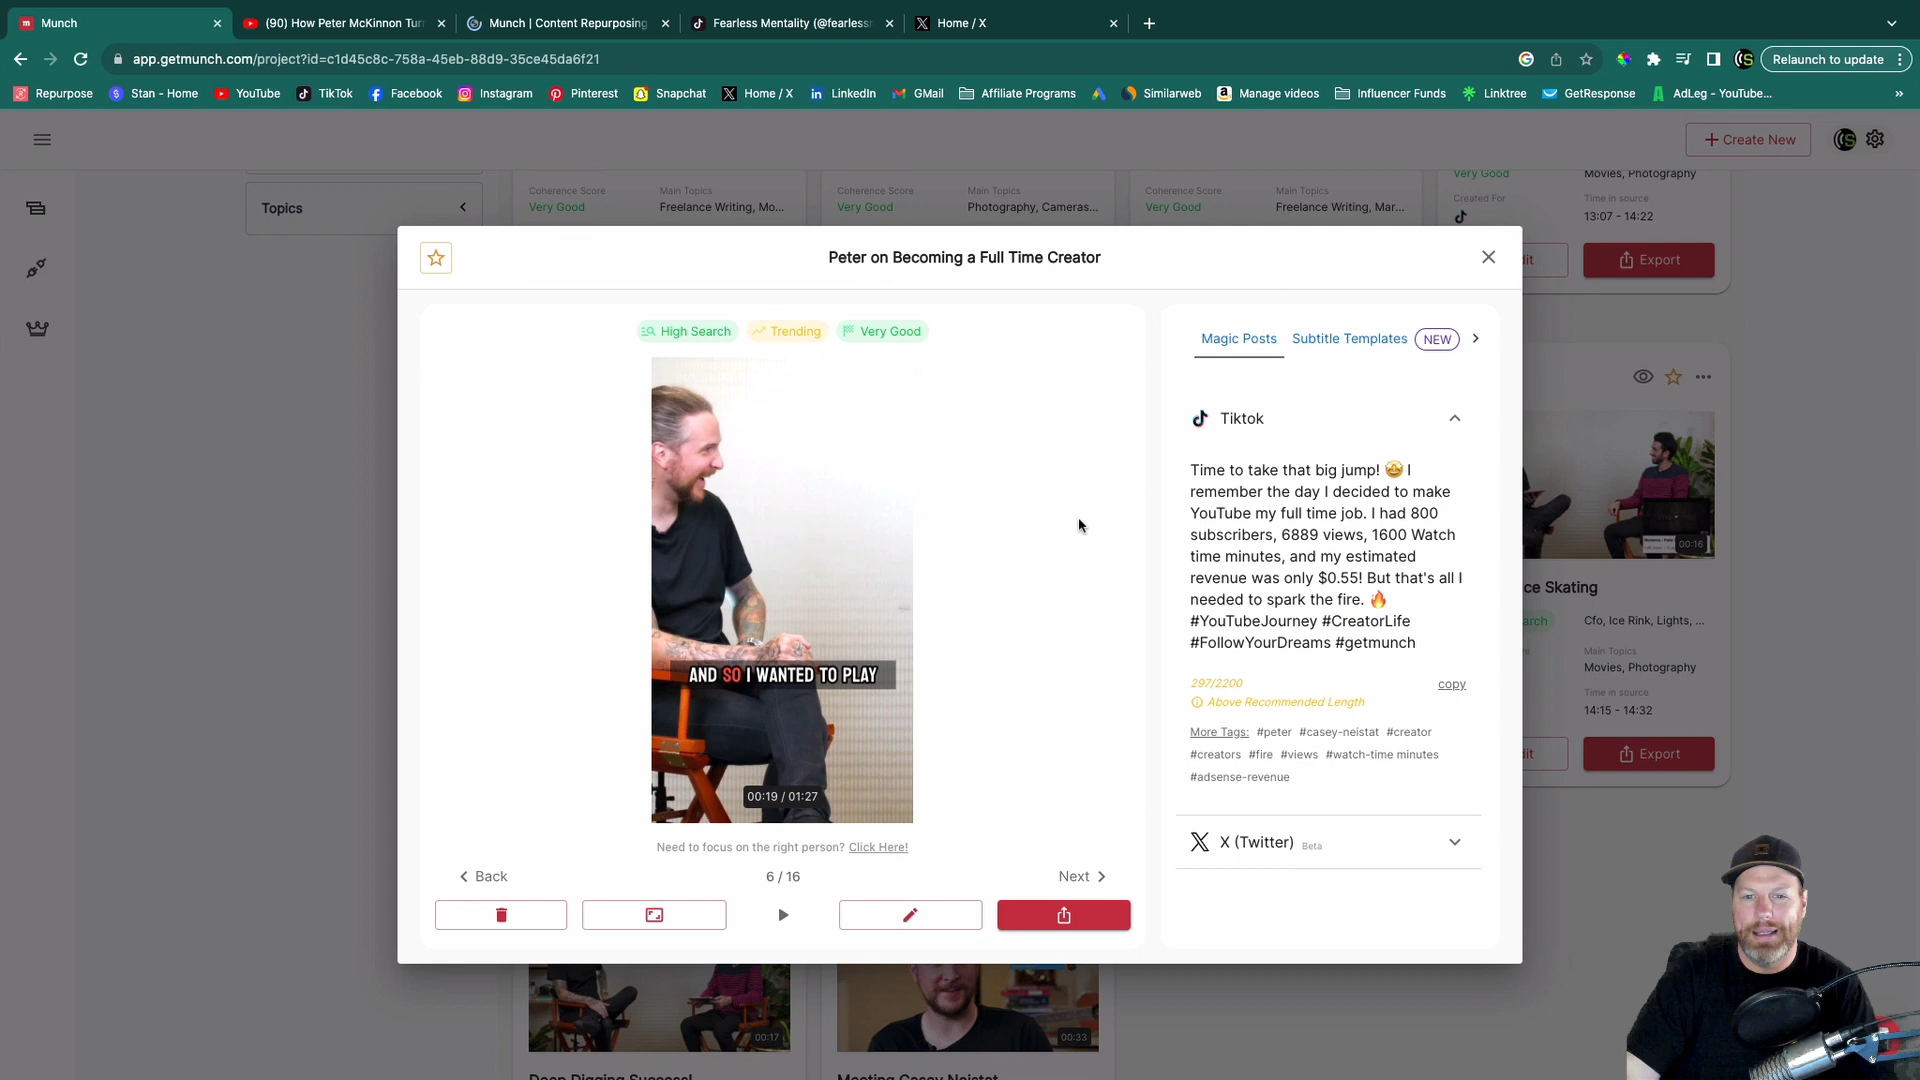 Munch
(90) How Peter McKinnon Tur
Munch | Content Repurposing
Fearless Mentality (@fearless
Home / X
app.getmunch.com/project?id=c1d45c8c-758a-45eb-88d9-35ce45da6f21
Relaunch to update
Repurpose
Stan - Home
YouTube
TikTok
Facebook
Instagram
Pinterest
Snapchat
Home / X
LinkedIn
GMail
Affiliate Programs
Similarweb
Manage videos
Influencer Funds
Linktree
GetResponse
AdLeg - YouTube...
Create New
Topics
Coherence Score
Very Good
Main Topics
Freelance Writing, Mo...
Coherence Score
Very Good
Main Topics
Photography, Cameras...
Coherence Score
Very Good
Main Topics
Freelance Writing, Mar...
Very Good
Movies, Photography
Created For
Time in source
13:07 - 14:22
dit
Export
Peter on Becoming a Full Time Creator
High Search
Trending
Very Good
AND SO I WANTED TO PLAY
00:19 / 01:27
Need to focus on the right person? Click Here!
Back
6 / 16
Next
Magic Posts
Subtitle Templates
NEW
Tiktok
Time to take that big jump! 🤩 I
remember the day I decided to make
YouTube my full time job. I had 800
subscribers, 6889 views, 1600 Watch
time minutes, and my estimated
revenue was only $0.55! But that's all I
needed to spark the fire. 🔥
#YouTubeJourney #CreatorLife
#FollowYourDreams #getmunch
297/2200
copy
Above Recommended Length
More Tags: #peter #casey-neistat #creator
#creators #fire #views #watch-time minutes
#adsense-revenue
X (Twitter) Beta
00:16
ce Skating
arch
Cfo, Ice Rink, Lights, ...
Main Topics
Movies, Photography
Time in source
14:15 - 14:32
dit
Export
00:17
00:33
Deep Digging Success!
Meeting Casey Neistat